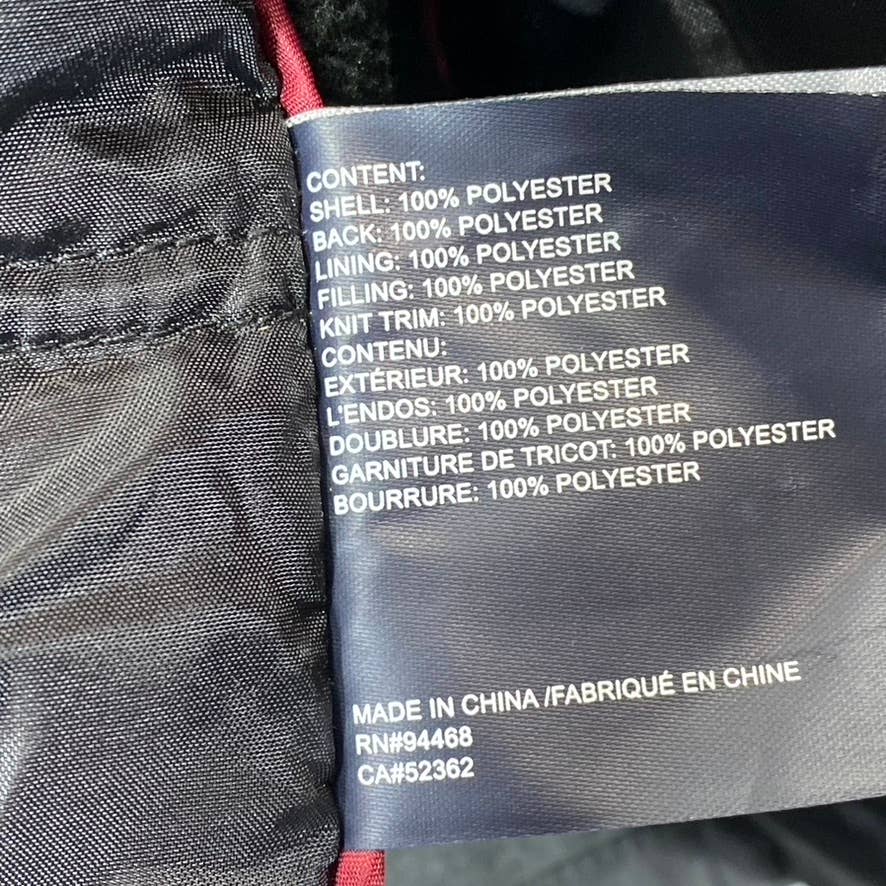 CONTENT:
SHELL: 100% POLYESTER
BACK: 100% POLYESTER
LINING: 100% POLYESTER
FILLING: 100% POLYESTER
KNIT TRIM: 100% POLYESTER
CONTENU:
EXTÉRIEUR: 100% POLYESTER
L'ENDOS: 100% POLYESTER
DOUBLURE: 100% POLYESTER
GARNITURE DE TRICOT: 100% POLYESTER
BOURRURE: 100% POLYESTER
MADE IN CHINA /FABRIQUÉ EN CHINE
RN#94468
CA#52362